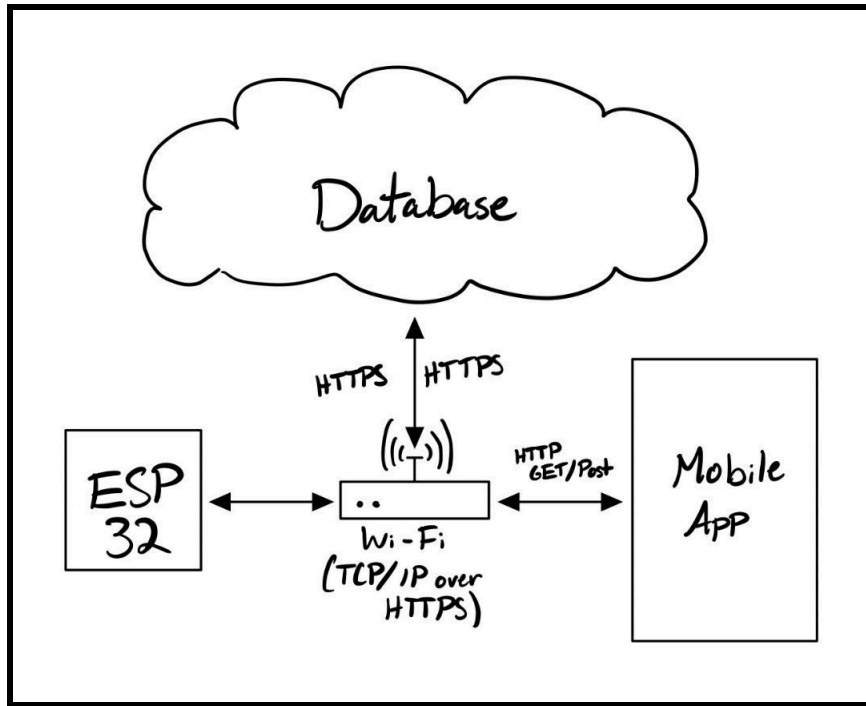 Database
HTTPS
HTTPS
ESP
32
Wi-Fi
(TCP/IP over
HTTPS)
HTTP
GET/Post
Mobile
App